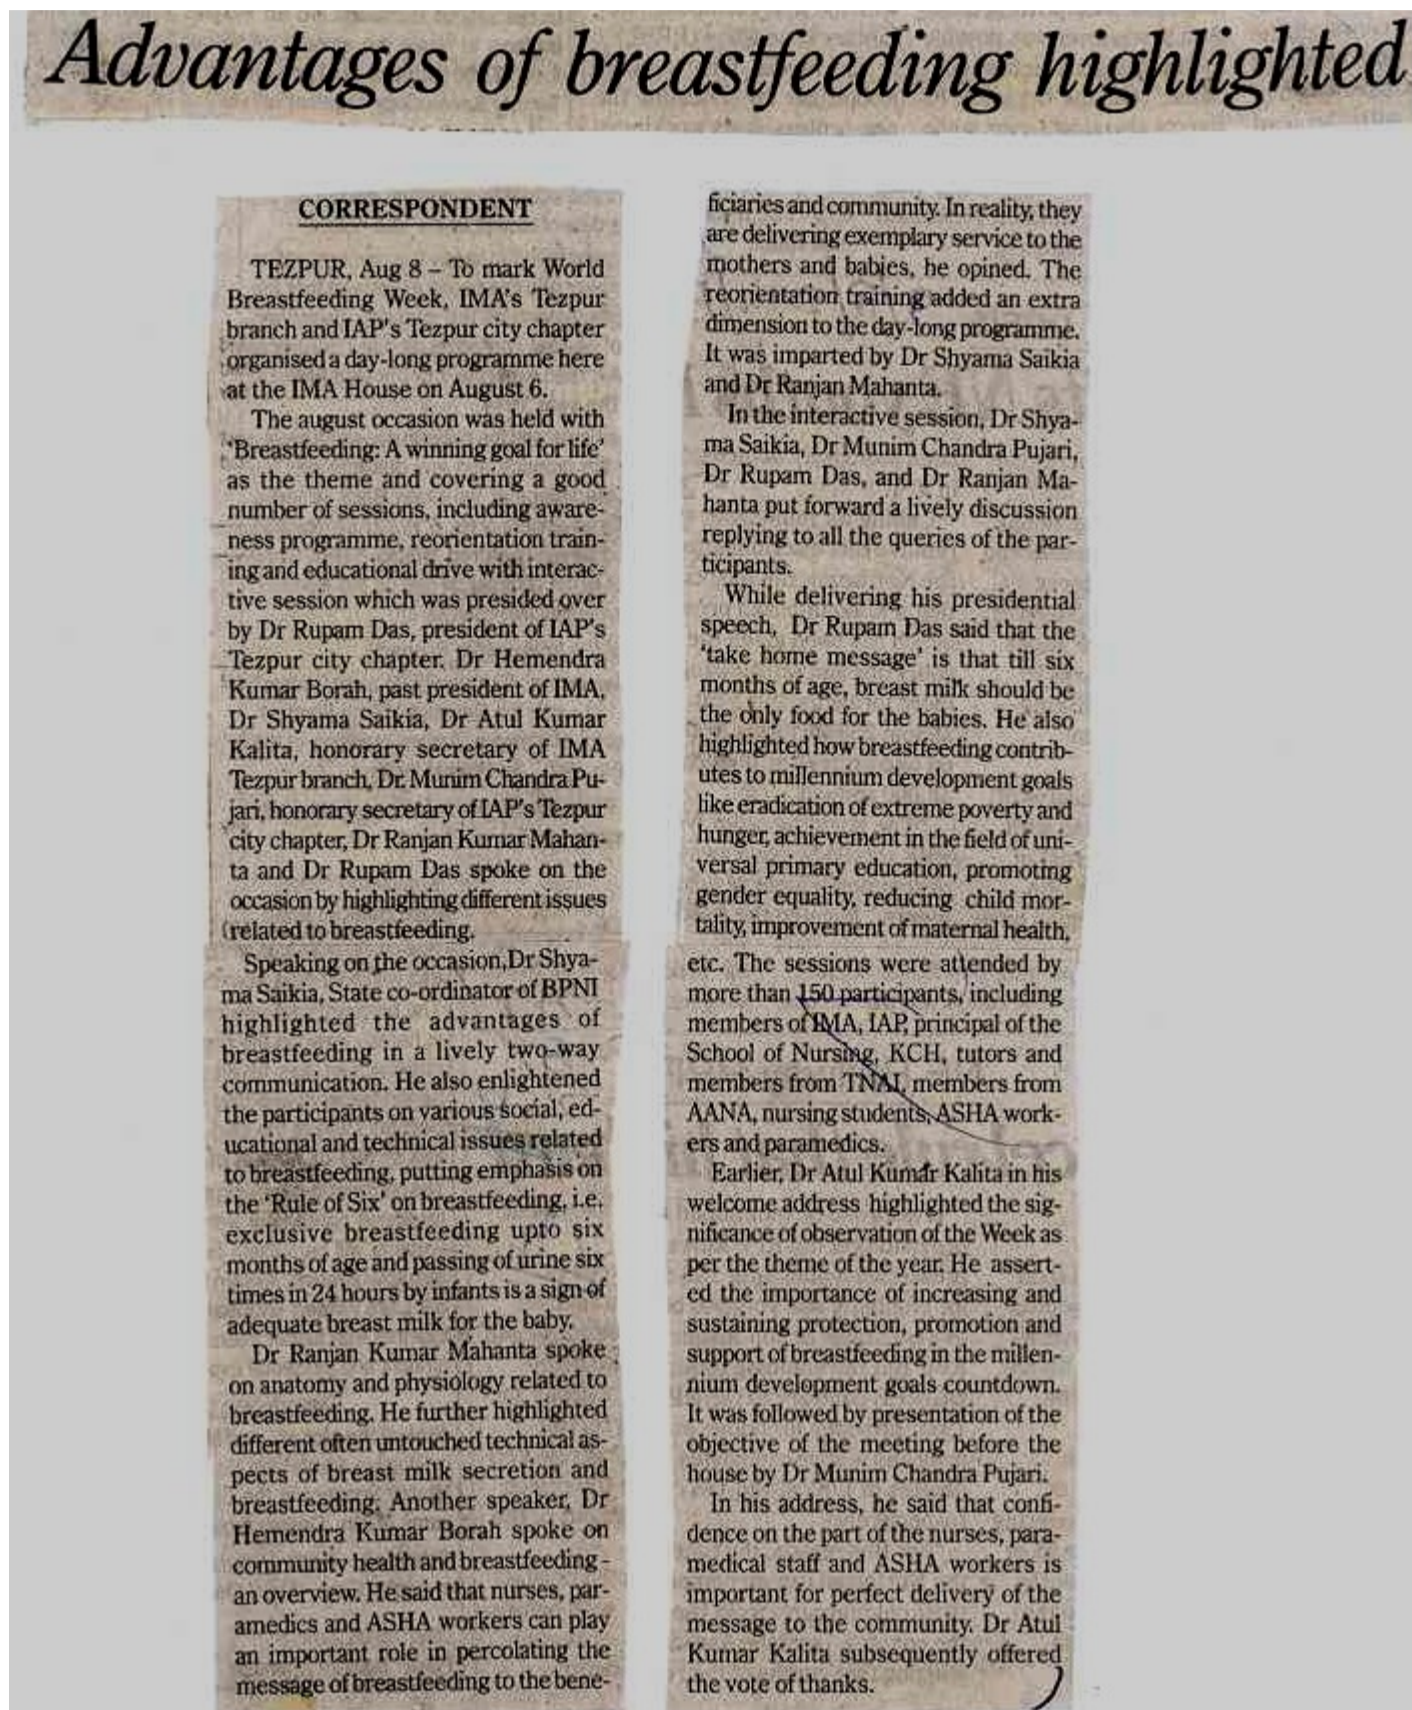 Advantages of breastfeeding highlighted
CORRESPONDENT
TEZPUR, Aug 8 – To mark World
Breastfeeding Week, IMA's Tezpur
branch and IAP's Tezpur city chapter
organised a day-long programme here
at the IMA House on August 6.
The august occasion was held with
'Breastfeeding: A winning goal for life'
as the theme and covering a good
number of sessions, including aware-
ness programme, reorientation train-
ing and educational drive with interac-
tive session which was presided over
by Dr Rupam Das, president of IAP's
Tezpur city chapter. Dr Hemendra
Kumar Borah, past president of IMA,
Dr Shyama Saikia, Dr Atul Kumar
Kalita, honorary secretary of IMA
Tezpur branch, Dr. Munim Chandra Pu-
jari, honorary secretary of IAP's Tezpur
city chapter, Dr Ranjan Kumar Mahan-
ta and Dr Rupam Das spoke on the
occasion by highlighting different issues
related to breastfeeding.
Speaking on the occasion, Dr Shya-
ma Saikia, State co-ordinator of BPNI
highlighted the advantages of
breastfeeding in a lively two-way
communication. He also enlightened
the participants on various social, ed-
ucational and technical issues related
to breastfeeding, putting emphasis on
the 'Rule of Six' on breastfeeding, i.e.
exclusive breastfeeding upto six
months of age and passing of urine six
times in 24 hours by infants is a sign of
adequate breast milk for the baby.
Dr Ranjan Kumar Mahanta spoke
on anatomy and physiology related to
breastfeeding. He further highlighted
different often untouched technical as-
pects of breast milk secretion and
breastfeeding. Another speaker, Dr
Hemendra Kumar Borah spoke on
community health and breastfeeding -
an overview. He said that nurses, par-
amedics and ASHA workers can play
an important role in percolating the
message of breastfeeding to the bene-
ficiaries and community. In reality, they
are delivering exemplary service to the
mothers and babies, he opined. The
reorientation training added an extra
dimension to the day-long programme.
It was imparted by Dr Shyama Saikia
and Dr Ranjan Mahanta.
In the interactive session, Dr Shya-
ma Saikia, Dr Munim Chandra Pujari,
Dr Rupam Das, and Dr Ranjan Ma-
hanta put forward a lively discussion
replying to all the queries of the par-
ticipants.
While delivering his presidential
speech, Dr Rupam Das said that the
'take home message' is that till six
months of age, breast milk should be
the only food for the babies. He also
highlighted how breastfeeding contrib-
utes to millennium development goals
like eradication of extreme poverty and
hunger, achievement in the field of uni-
versal primary education, promoting
gender equality, reducing child mor-
tality, improvement of maternal health,
etc. The sessions were attended by
more than 150 participants, including
members of IMA, IAP, principal of the
School of Nursing, KCH, tutors and
members from TNAI, members from
AANA, nursing students, ASHA work-
ers and paramedics.
Earlier, Dr Atul Kumar Kalita in his
welcome address highlighted the sig-
nificance of observation of the Week as
per the theme of the year. He assert-
ed the importance of increasing and
sustaining protection, promotion and
support of breastfeeding in the millen-
nium development goals countdown.
It was followed by presentation of the
objective of the meeting before the
house by Dr Munim Chandra Pujari.
In his address, he said that confi-
dence on the part of the nurses, para-
medical staff and ASHA workers is
important for perfect delivery of the
message to the community. Dr Atul
Kumar Kalita subsequently offered
the vote of thanks.